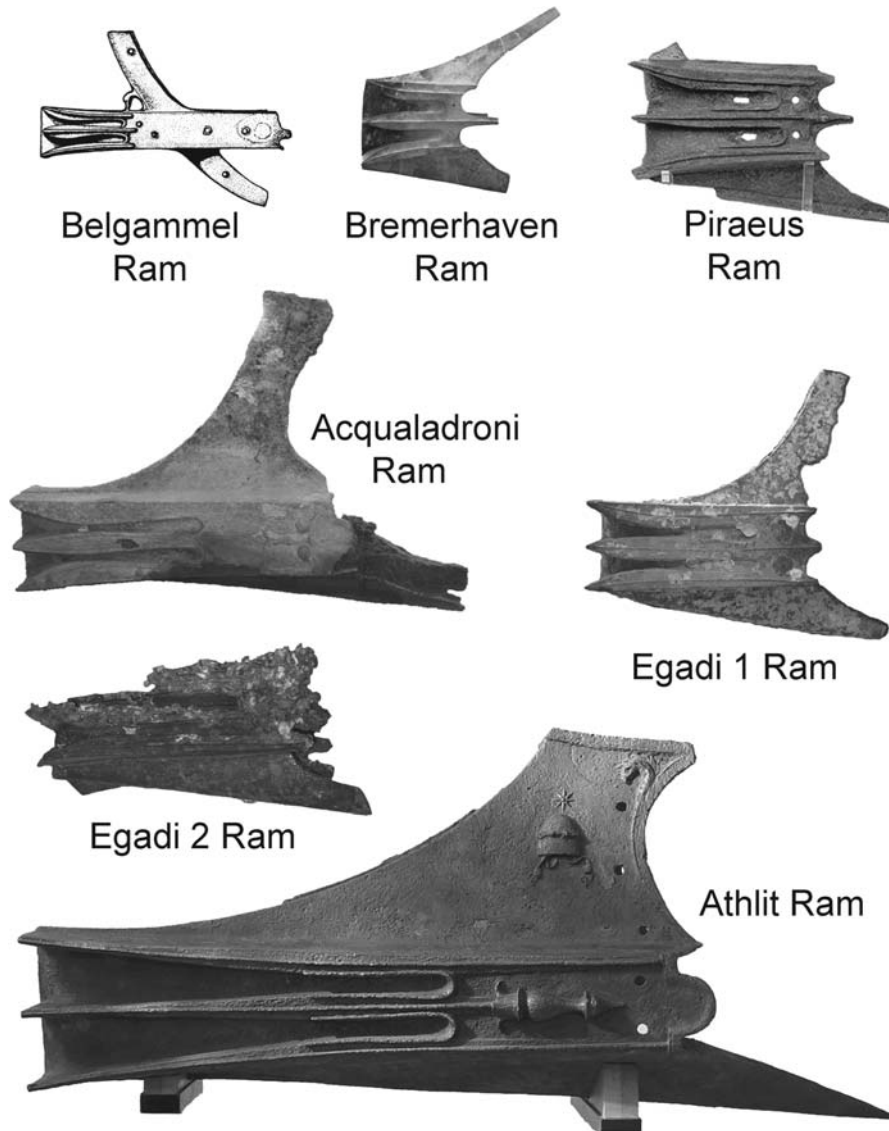 Belgammel
Ram
Bremerhaven
Ram
Piraeus
Ram
Acqualadroni
Ram
Egadi 1 Ram
Egadi 2 Ram
Athlit Ram